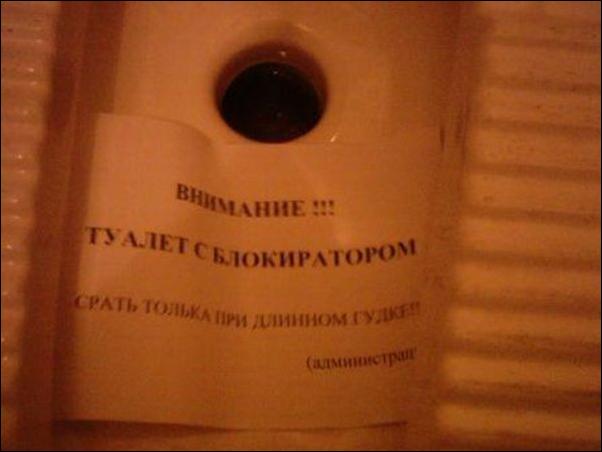 ВНИМАНИЕ !!!
ТУАЛЕТ С БЛОКИРАТОРОМ
СРАТЬ ТОЛЬКА ПРИ ДЛИННОМ ГУДКЕ!!
(администрац